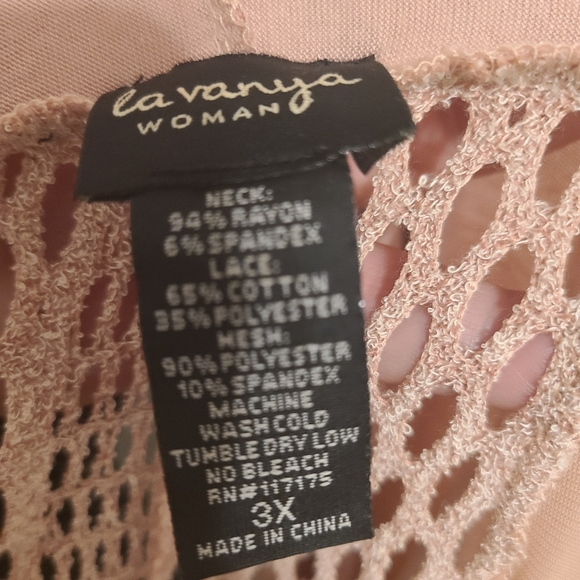 la vanya
WOMAN
NECK:
94% RAYON
6% SPANDEX
LACE:
65% COTTON
35% POLYESTER
MESH:
90% POLYESTER
10% SPANDEX
MACHINE
WASH COLD
TUMBLE DRY LOW
NO BLEACH
RN#117175
3X
MADE IN CHINA